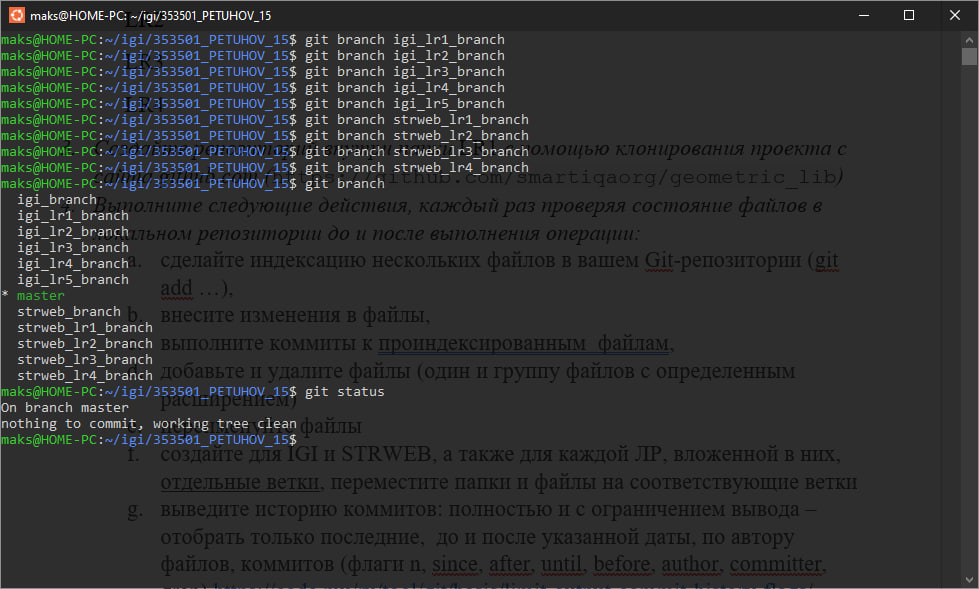 maks@HOME-PC: ~/igi/353501_PETUHOV_15
LR2
maks@HOME-PC:~/igi/353501_PETUHOV_15$ git branch igi_lr1_branch
maks@HOME-PC:~/igi/353501_PETUHOV_15$ git branch igi_lr2_branch
LR3
maks@HOME-PC:~/igi/353501_PETUHOV_15$ git branch igi_lr3_branch
maks@HOME-PC:~/igi/353501_PETUHOV_15$ git branch igi_lr4_branch
maks@HOME-PC:~/igi/353501_PETUHOV_15$ git branch igi_lr5_branch
LR4
maks@HOME-PC:~/igi/353501_PETUHOV_15$ git branch strweb_lr1_branch
maks@HOME-PC:~/igi/353501_PETUHOV_15$ git branch strweb_lr2_branch
maks@HOME-PC:~/igi/353501_PETUHOV_15$ git branch strweb_lr3_branch
помощью клонирования проекта с
maks@HOME-PC:~/igi/353501_PETUHOV_15$ git branch strweb_lr4_branch
maks@HOME-PC:~/igi/353501_PETUHOV_15$ git branch
github.com/smartiqaorg/geometric_lib)
igi_branch
Выполните следующие действия, каждый раз проверяя состояние файлов в
igi_lr1_branch
igi_lr2_branch
локальном репозитории до и после выполнения операции:
igi_lr3_branch
igi_lr4_branch
a. сделайте индексацию нескольких файлов в вашем Git-репозитории (git
igi_lr5_branch
add …),
* master
strweb_branch
b. внесите изменения в файлы,
strweb_lr1_branch
strweb_lr2_branch
выполните коммиты к проиндексированным файлам,
strweb_lr3_branch
strweb_lr4_branch
d. добавьте и удалите файлы (один и группу файлов с определенным
maks@HOME-PC:~/igi/353501_PETUHOV_15$ git status
расширением)
On branch master
nothing to commit, working tree clean
переименуйте файлы
maks@HOME-PC:~/igi/353501_PETUHOV_15$
f. создайте для IGI и STRWEB, а также для каждой ЛР, вложенной в них,
отдельные ветки, переместите папки и файлы на соответствующие ветки
g. выведите историю коммитов: полностью и с ограничением вывода –
отобрать только последние, до и после указанной даты, по автору
файлов, коммитов (флаги n, since, after, until, before, author, committer,